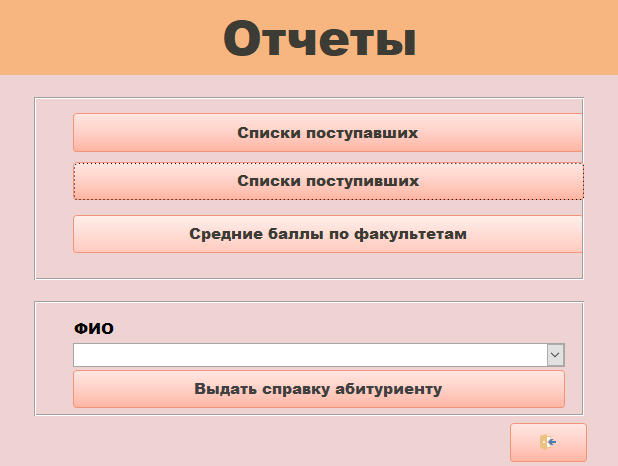 Отчеты
Списки поступавших
Списки поступивших
Средние баллы по факультетам
ФИО
Выдать справку абитуриенту